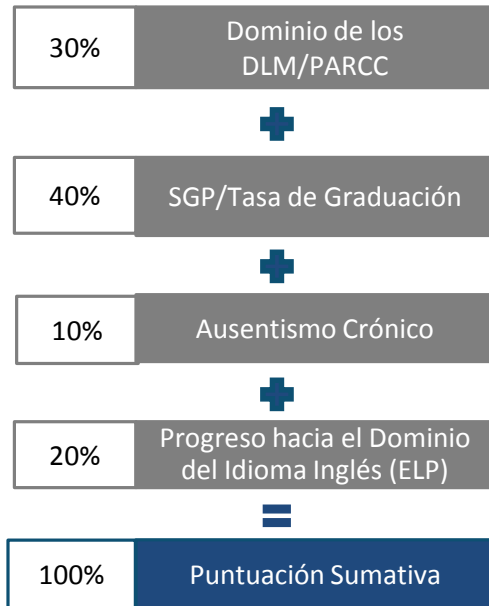 30%
Dominio de los
DLM/PARCC
40%
SGP/Tasa de Graduación
10%
Ausentismo Crónico
20%
Progreso hacia el Dominio
del Idioma Inglés (ELP)
100%
Puntuación Sumativa